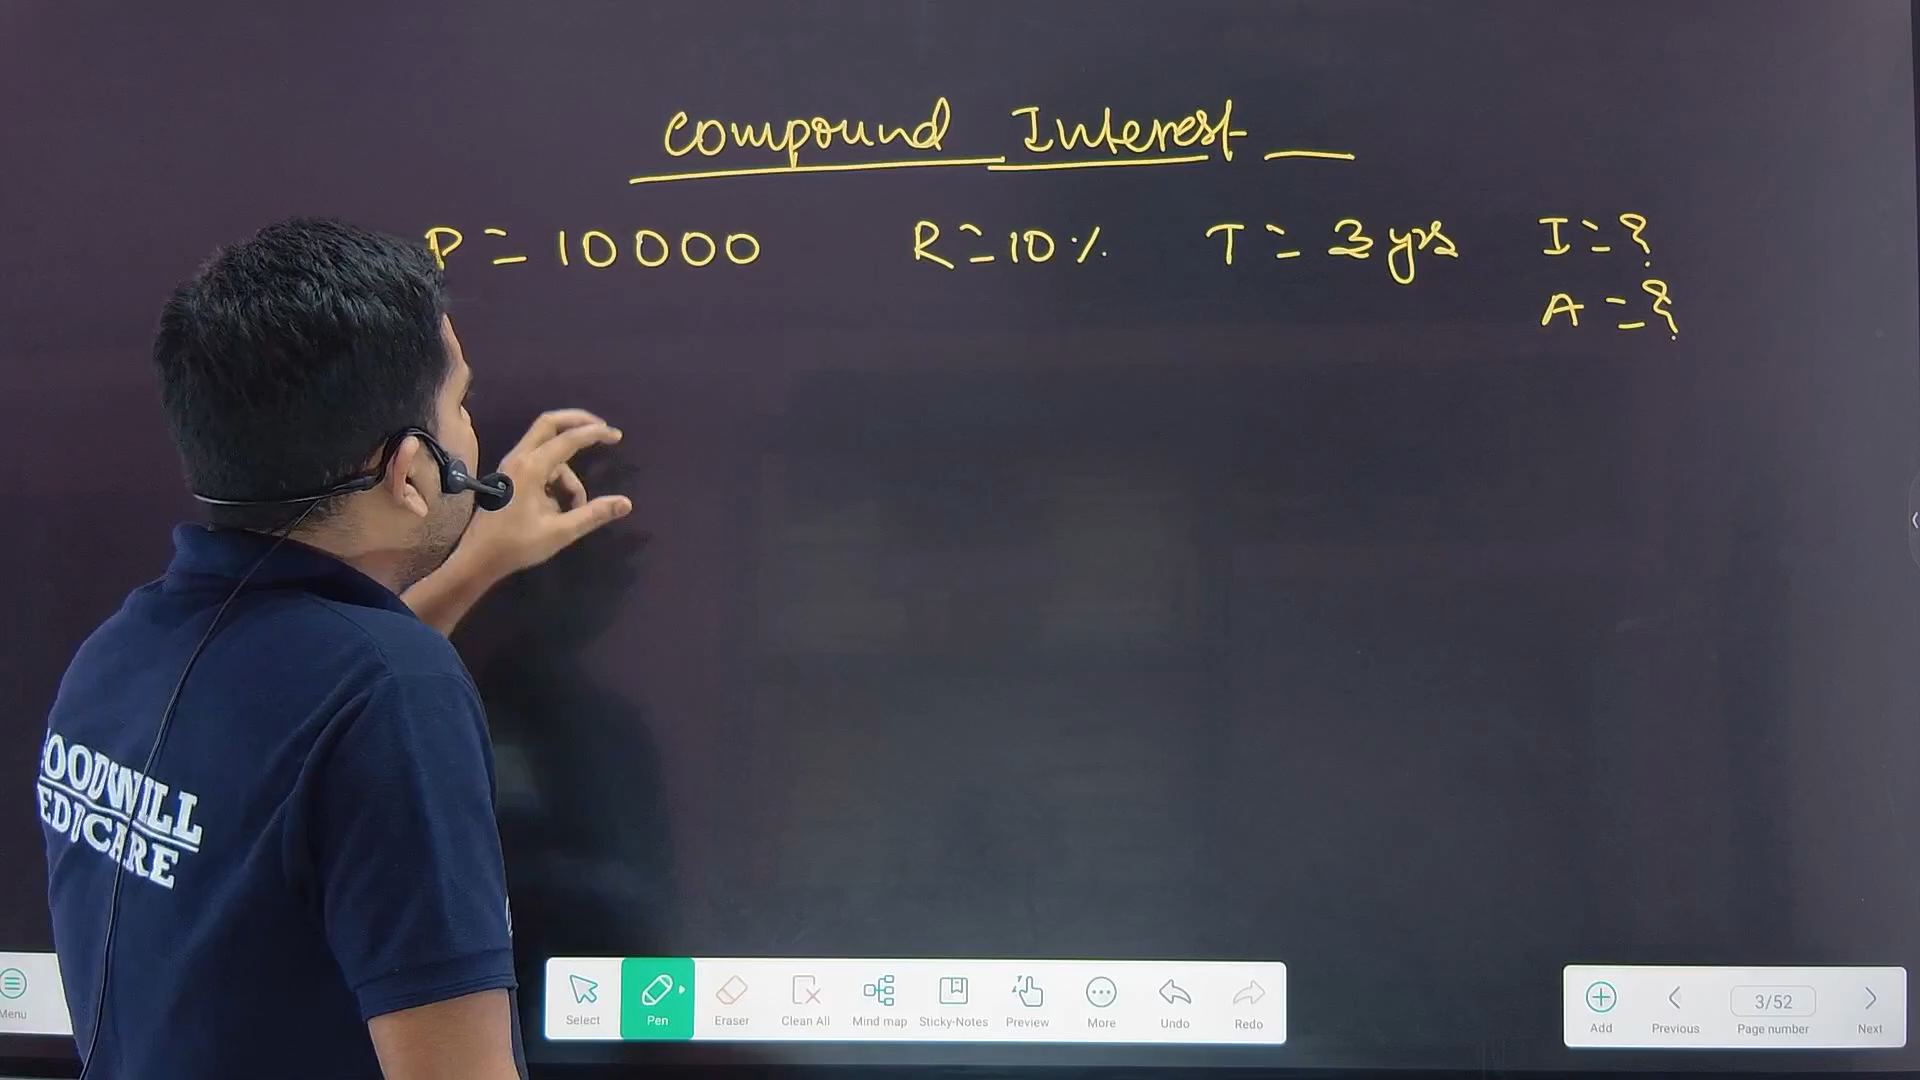 Compound Interest
P = 10000 R = 10% T = 3 yrs I = ?
A = ?
OODWILL
EDUCARE
Menu
Select Pen Eraser Clean All Mind map Sticky-Notes Preview More Undo Redo
Add Previous 3/52 Page number Next